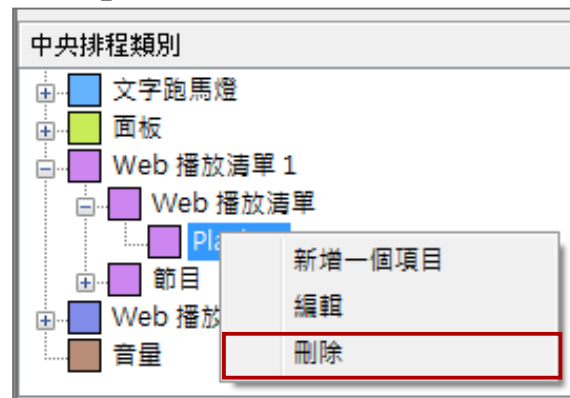 中央排程類別
文字跑馬燈
面板
Web 播放清單 1
Web 播放清單
新增一個項目
節目
編輯
Web 播放
刪除
音量